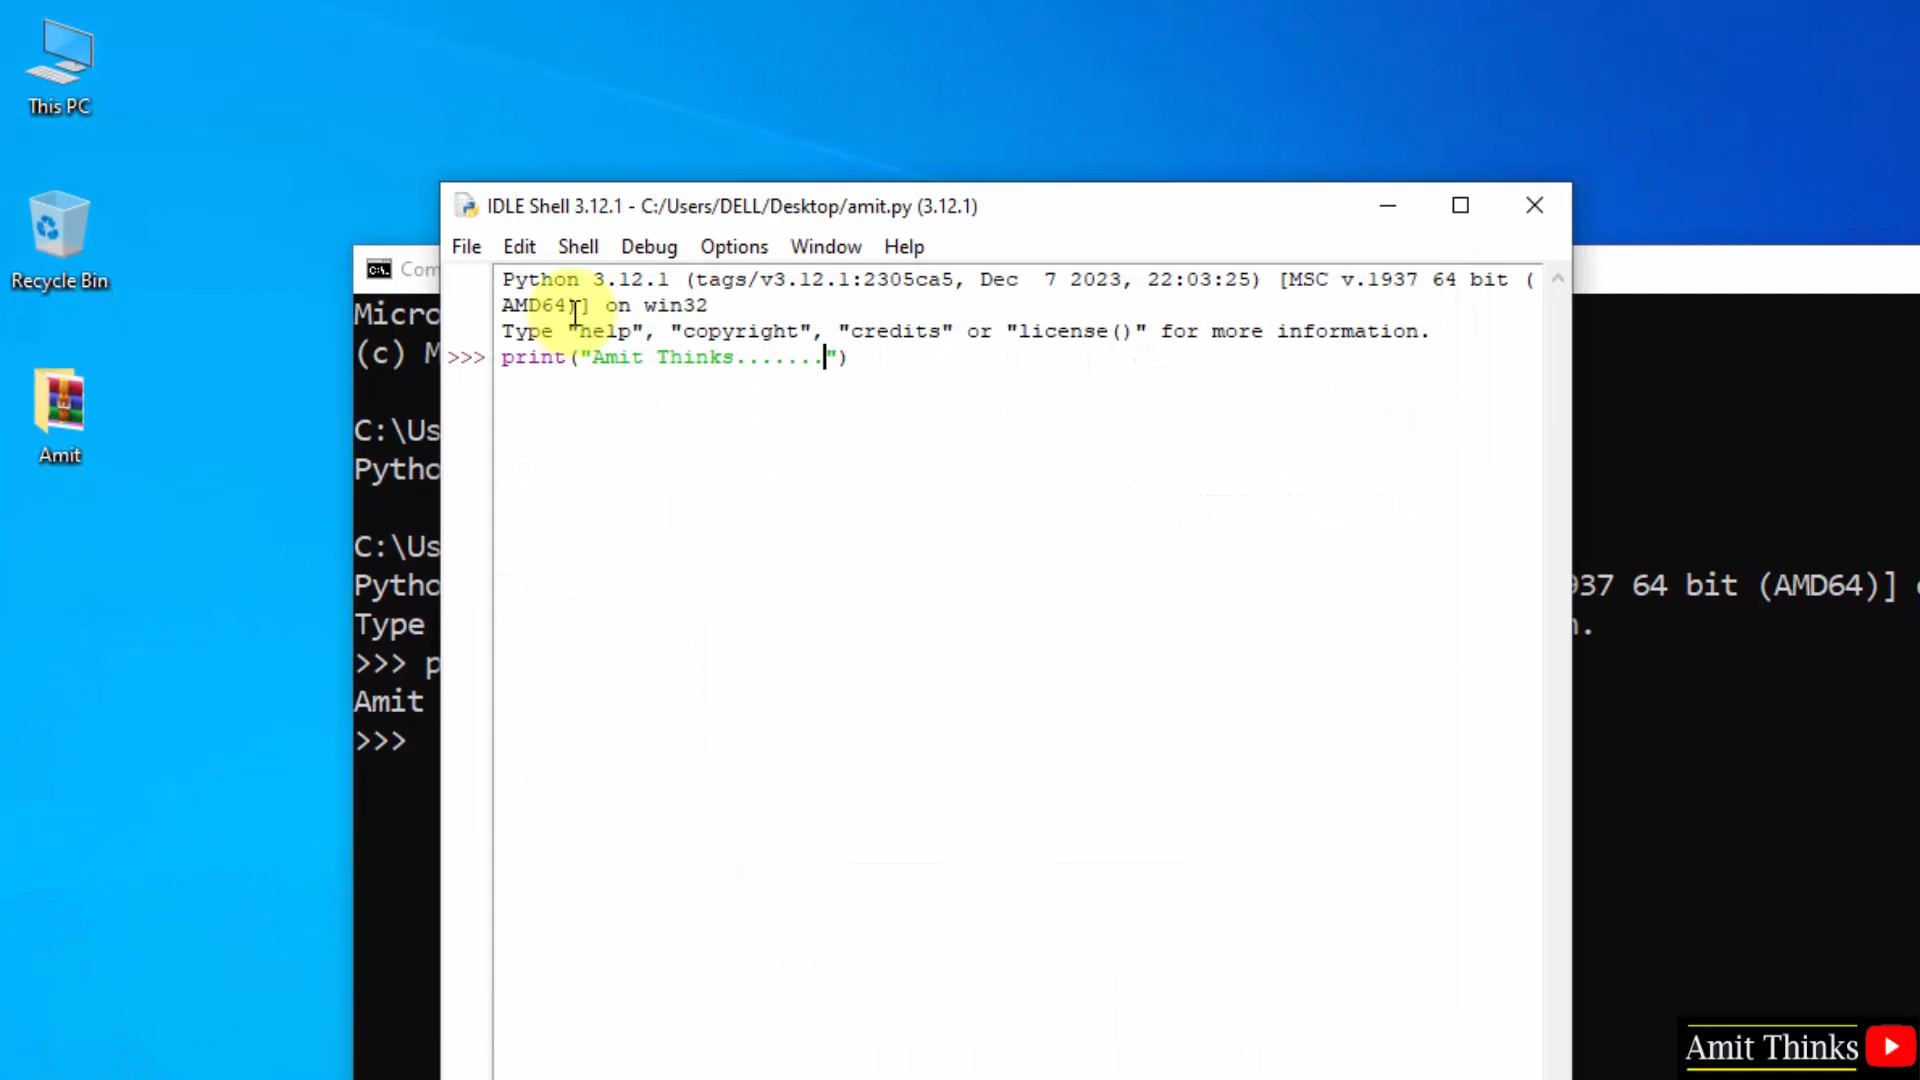 This PC
Recycle Bin
Amit
IDLE Shell 3.12.1 - C:/Users/DELL/Desktop/amit.py (3.12.1)
File Edit Shell Debug Options Window Help
Python 3.12.1 (tags/v3.12.1:2305ca5, Dec  7 2023, 22:03:25) [MSC v.1937 64 bit (
AMD64)] on win32
Type "help", "copyright", "credits" or "license()" for more information.
>>> print("Amit Thinks.......")
Com
Micro
(c) M
C:\Us
Pytho
C:\Us
Pytho 937 64 bit (AMD64)]
Type n.
>>> p
Amit
>>>
Amit Thinks